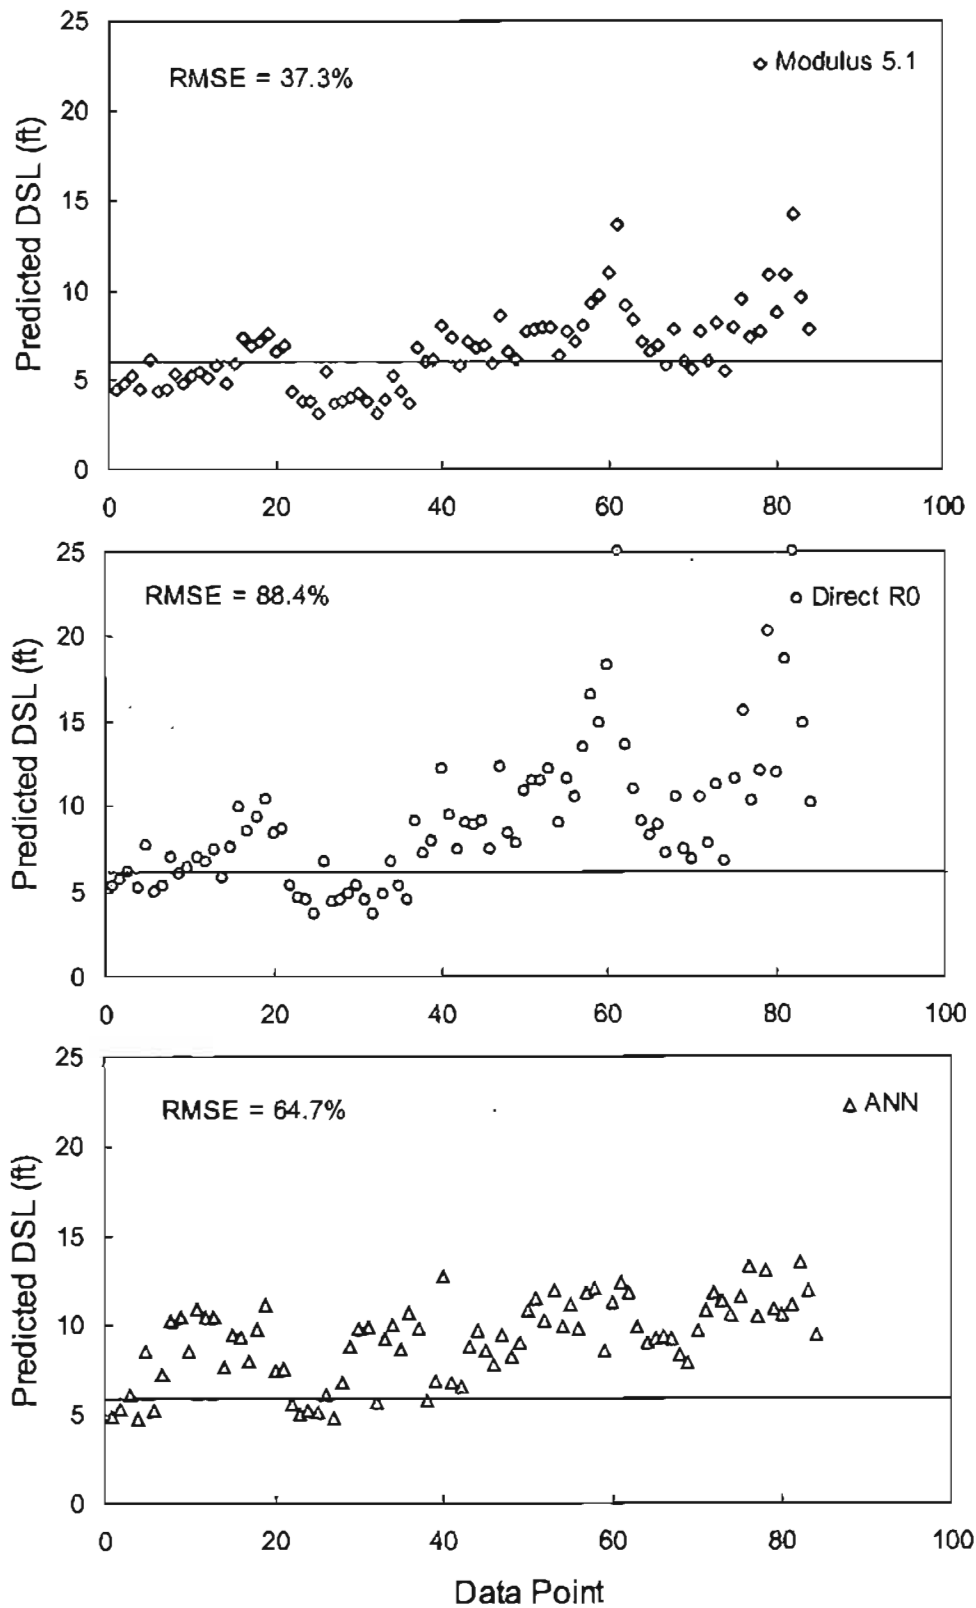 25
RMSE = 37.3%
Modulus 5.1
20
15
10
5
0
Predicted DSL (ft)
0 20 40 60 80 100
25
RMSE = 88.4%
Direct R0
20
15
10
5
0
Predicted DSL (ft)
0 20 40 60 80 100
25
RMSE = 64.7%
ANN
20
15
10
5
0
Predicted DSL (ft)
0 20 40 60 80 100
Data Point